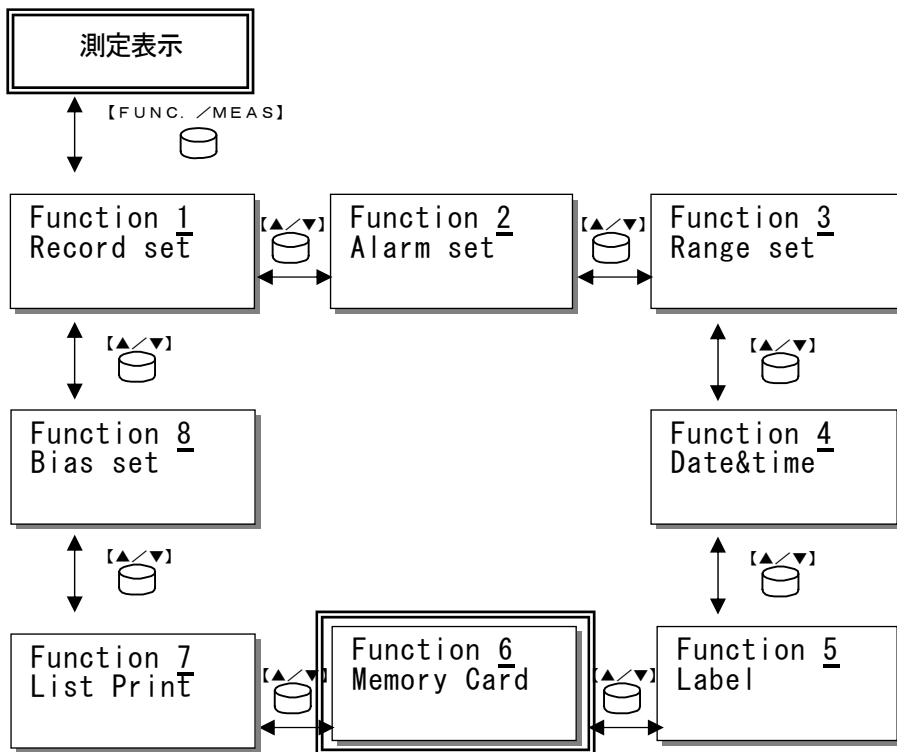 測定表示
【FUNC. ／MEAS】
Function 1
Record set
【▲／▼】
Function 2
Alarm set
【▲／▼】
Function 3
Range set
【▲／▼】
【▲／▼】
Function 8
Bias set
Function 4
Date&time
【▲／▼】
【▲／▼】
Function 7
List Print
【▲／▼】
Function 6
Memory Card
【▲／▼】
Function 5
Label